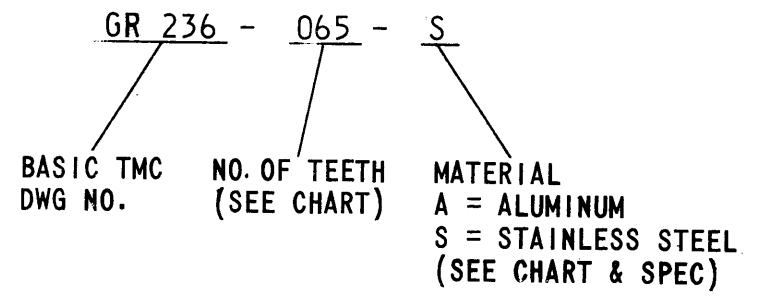 GR 236 - 065 - S
BASIC TMC
DWG NO.
NO. OF TEETH
(SEE CHART)
MATERIAL
A = ALUMINUM
S = STAINLESS STEEL
(SEE CHART & SPEC)